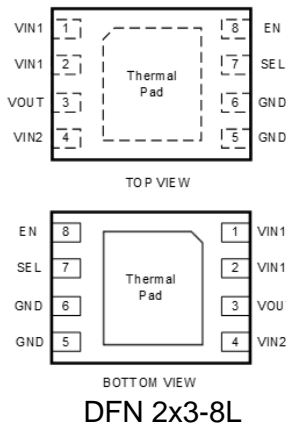 VIN1 1 8 EN
VIN1 2 Thermal 7 SEL
VOUT 3 Pad 6 GND
VIN2 4 5 GND
TOP VIEW
EN 8 1 VIN1
SEL 7 Thermal 2 VIN1
GND 6 Pad 3 VOU
GND 5 4 VIN2
BOTTOM VIEW
DFN 2x3-8L